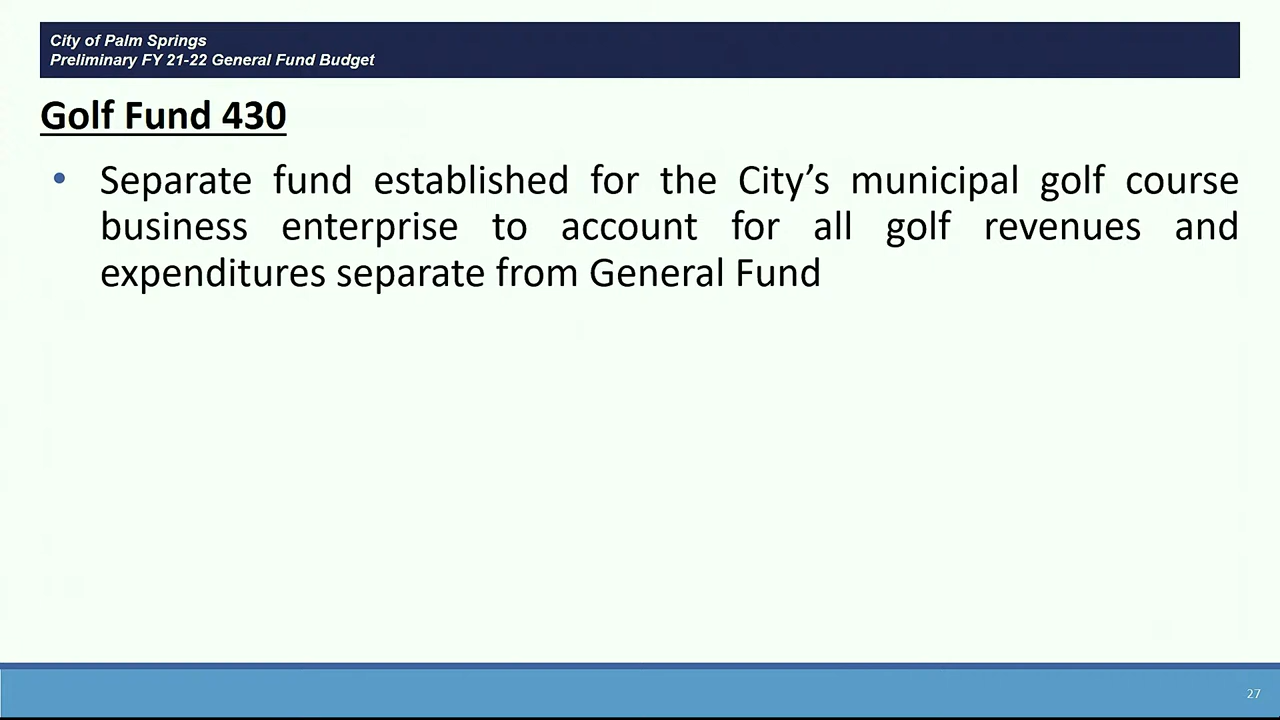 City of Palm Springs
Preliminary FY 21-22 General Fund Budget
Golf Fund 430
• Separate fund established for the City’s municipal golf course
business enterprise to account for all golf revenues and
expenditures separate from General Fund
27